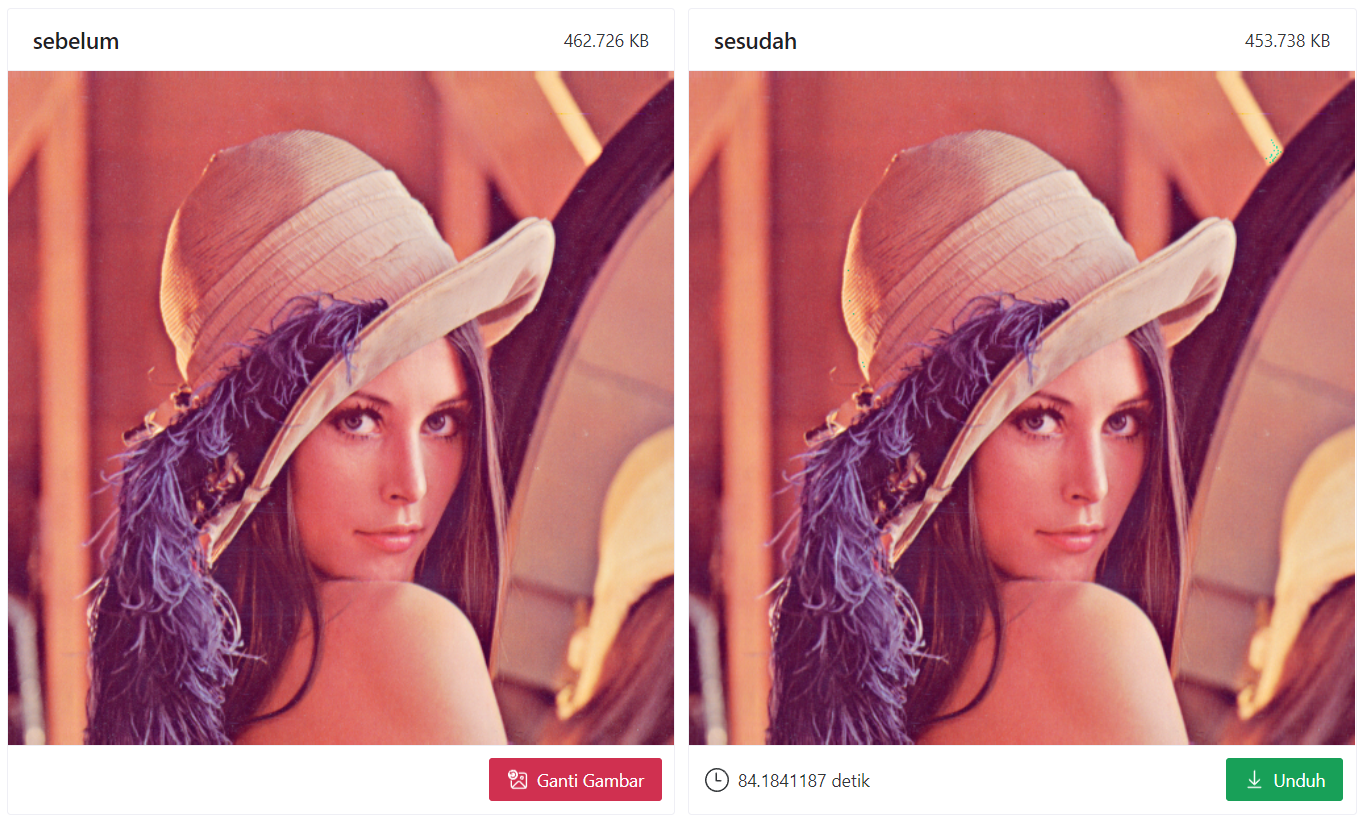 sebelum
462.726 KB
sesudah
453.738 KB
Ganti Gambar
84.1841187 detik
Unduh